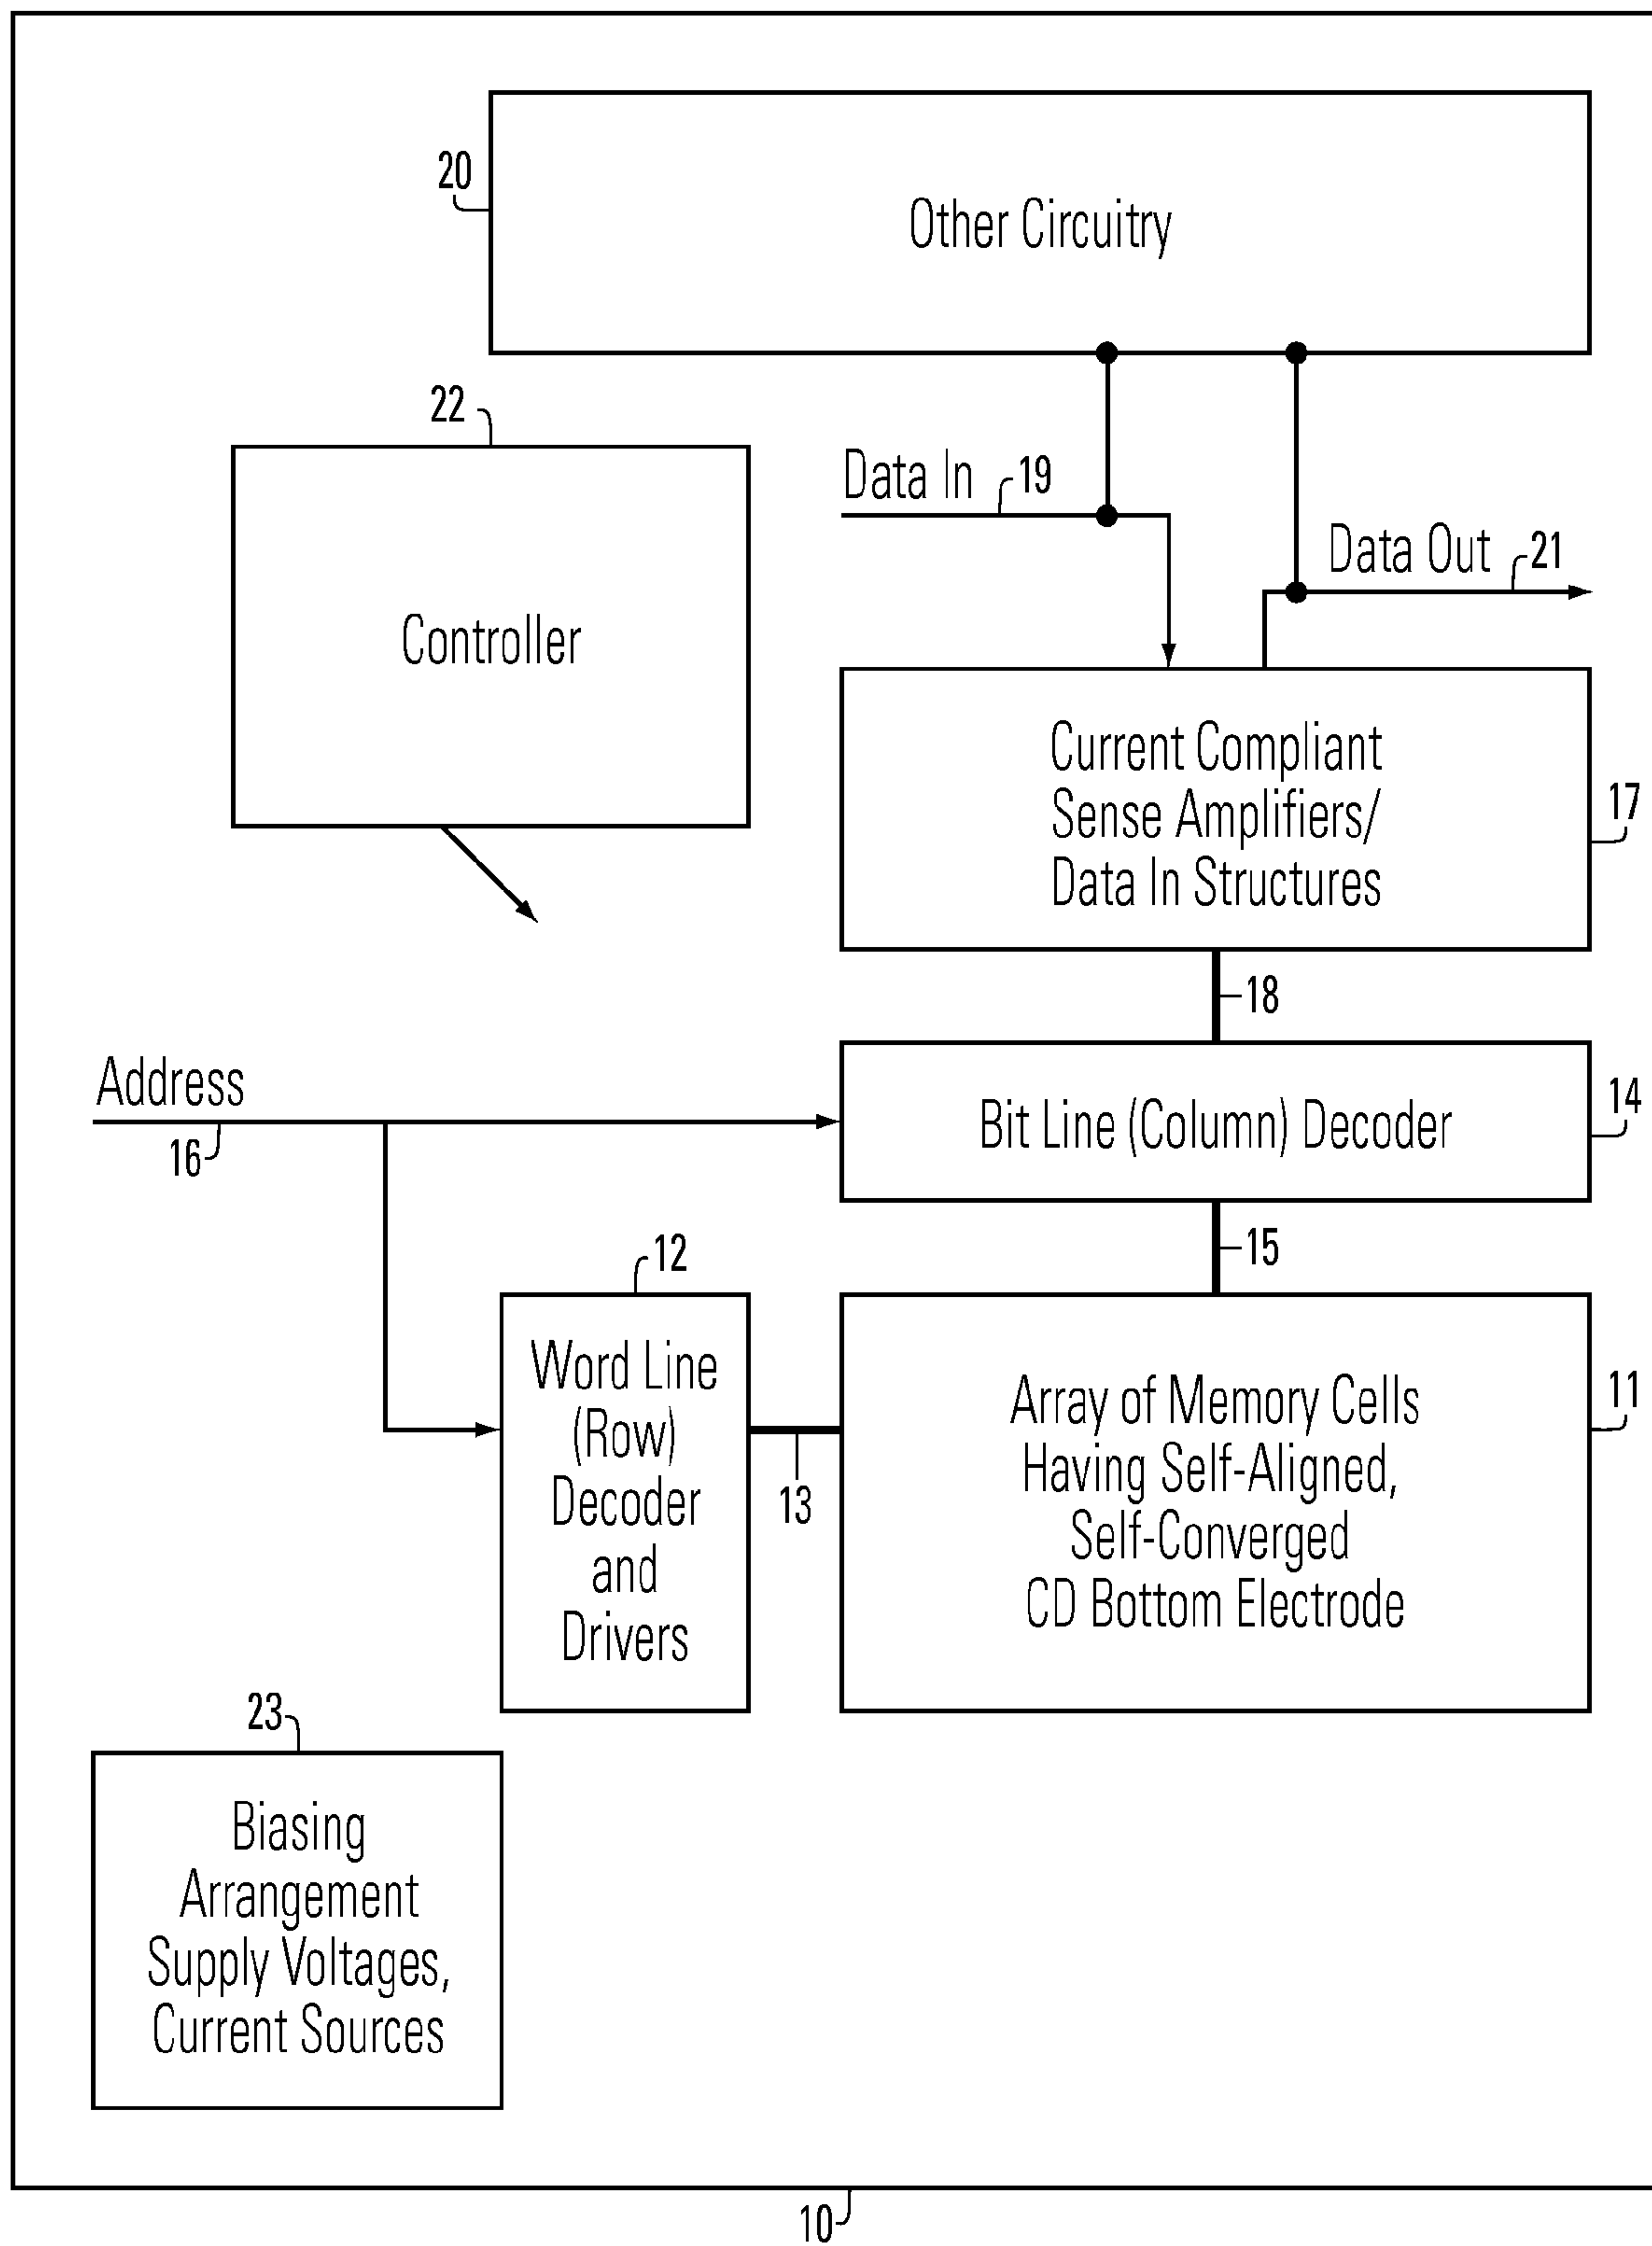 20
Other Circuitry
22
Data In
19
Data Out
21
Controller
Current Compliant
Sense Amplifiers/
Data In Structures
17
18
Address
16
Bit Line (Column) Decoder
14
15
12
Word Line
(Row)
Decoder
and
Drivers
13
Array of Memory Cells
Having Self-Aligned,
Self-Converged
CD Bottom Electrode
11
23
Biasing
Arrangement
Supply Voltages,
Current Sources
10